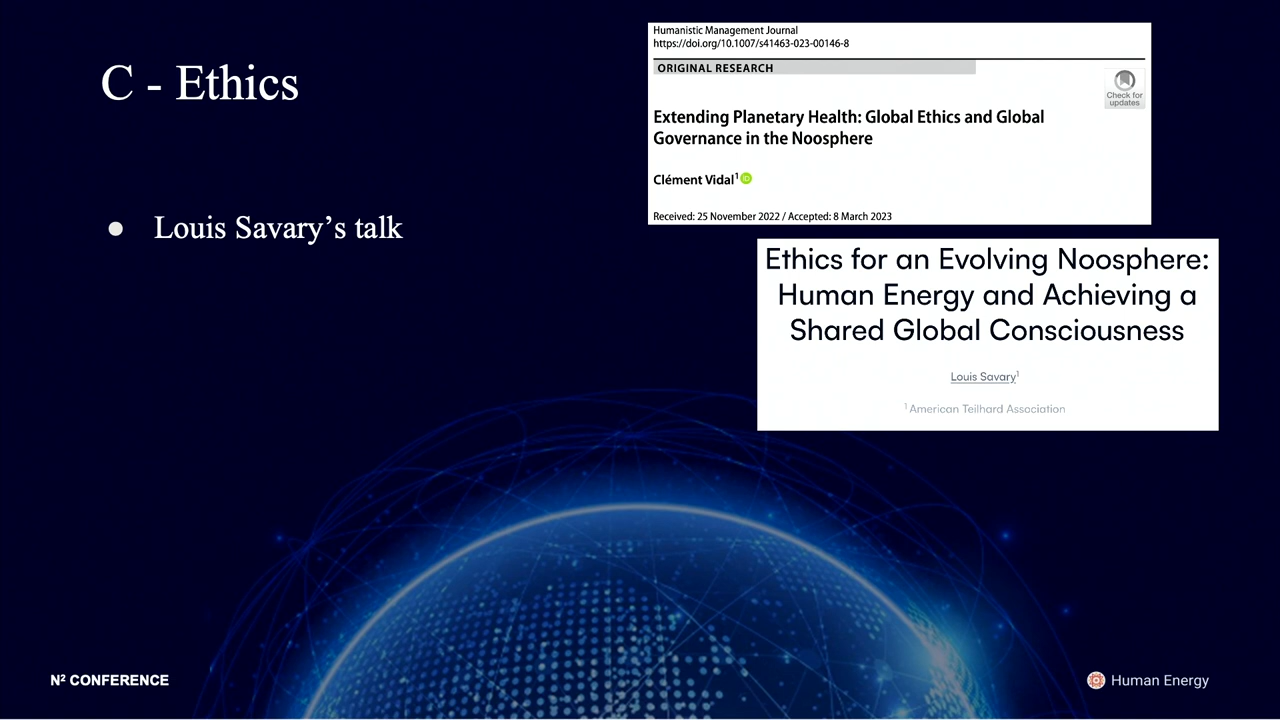 C - Ethics
● Louis Savary’s talk
Humanistic Management Journal
https://doi.org/10.1007/s41463-023-00146-8
ORIGINAL RESEARCH
Check for
updates
Extending Planetary Health: Global Ethics and Global
Governance in the Noosphere
Clément Vidal¹ iD
Received: 25 November 2022 / Accepted: 8 March 2023
Ethics for an Evolving Noosphere:
Human Energy and Achieving a
Shared Global Consciousness
Louis Savary¹
¹ American Teilhard Association
N² CONFERENCE
Human Energy